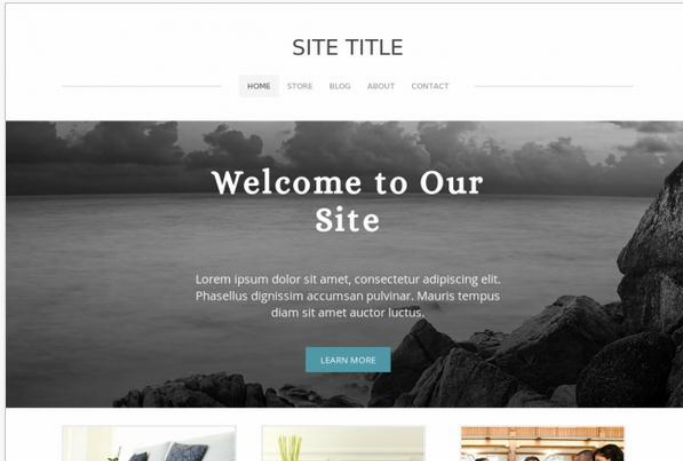 SITE TITLE
HOME STORE BLOG ABOUT CONTACT
Welcome to Our
Site
Lorem ipsum dolor sit amet, consectetur adipiscing elit.
Phasellus dignissim accumsan pulvinar. Mauris tempus
diam sit amet auctor luctus.
LEARN MORE